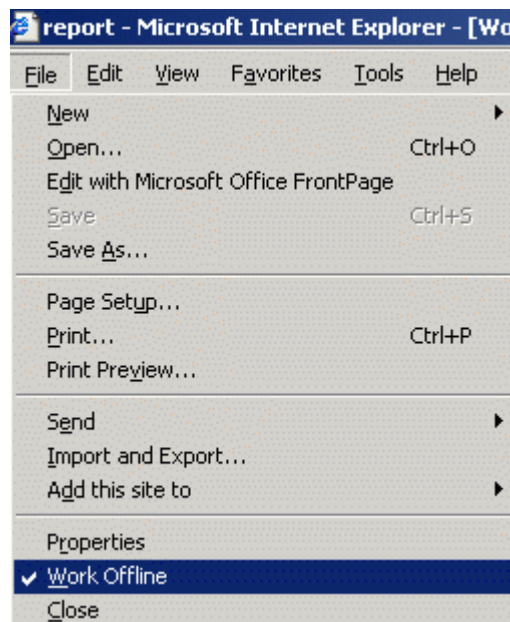 report - Microsoft Internet Explorer - [Wo
File Edit View Favorites Tools Help
New
Open... Ctrl+O
Edit with Microsoft Office FrontPage
Save Ctrl+S
Save As...
Page Setup...
Print... Ctrl+P
Print Preview...
Send
Import and Export...
Add this site to
Properties
Work Offline
Close